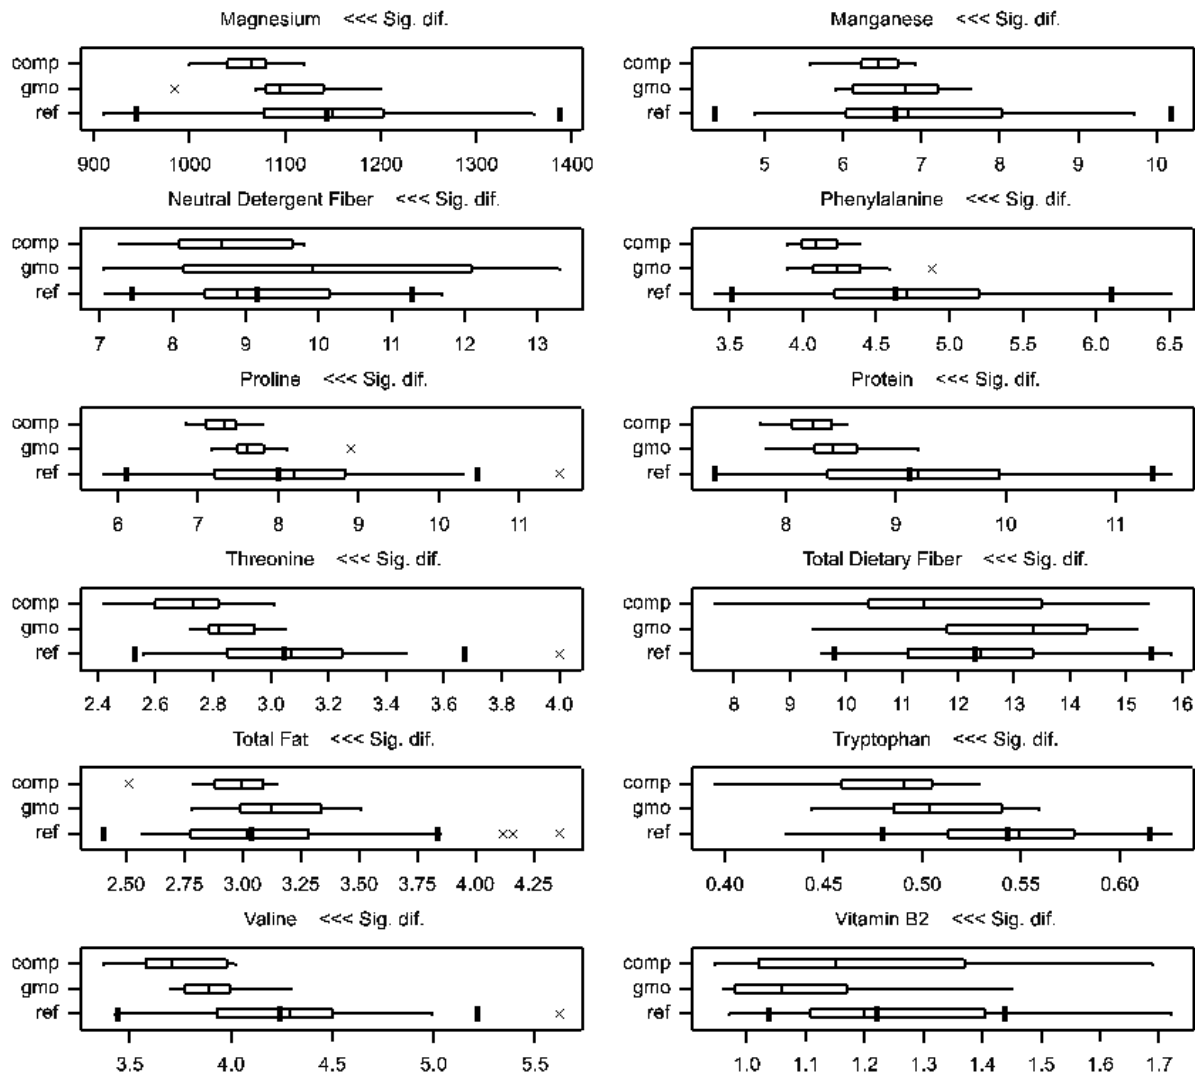 Magnesium <<< Sig. dif.
comp
gmo
ref
900 1000 1100 1200 1300 1400
Manganese <<< Sig. dif.
comp
gmo
ref
5 6 7 8 9 10
Neutral Detergent Fiber <<< Sig. dif.
comp
gmo
ref
7 8 9 10 11 12 13
Phenylalanine <<< Sig. dif.
comp
gmo
ref
3.5 4.0 4.5 5.0 5.5 6.0 6.5
Proline <<< Sig. dif.
comp
gmo
ref
6 7 8 9 10 11
Protein <<< Sig. dif.
comp
gmo
ref
8 9 10 11
Threonine <<< Sig. dif.
comp
gmo
ref
2.4 2.6 2.8 3.0 3.2 3.4 3.6 3.8 4.0
Total Dietary Fiber <<< Sig. dif.
comp
gmo
ref
8 9 10 11 12 13 14 15 16
Total Fat <<< Sig. dif.
comp
gmo
ref
2.50 2.75 3.00 3.25 3.50 3.75 4.00 4.25
Tryptophan <<< Sig. dif.
comp
gmo
ref
0.40 0.45 0.50 0.55 0.60
Valine <<< Sig. dif.
comp
gmo
ref
3.5 4.0 4.5 5.0 5.5
Vitamin B2 <<< Sig. dif.
comp
gmo
ref
1.0 1.1 1.2 1.3 1.4 1.5 1.6 1.7